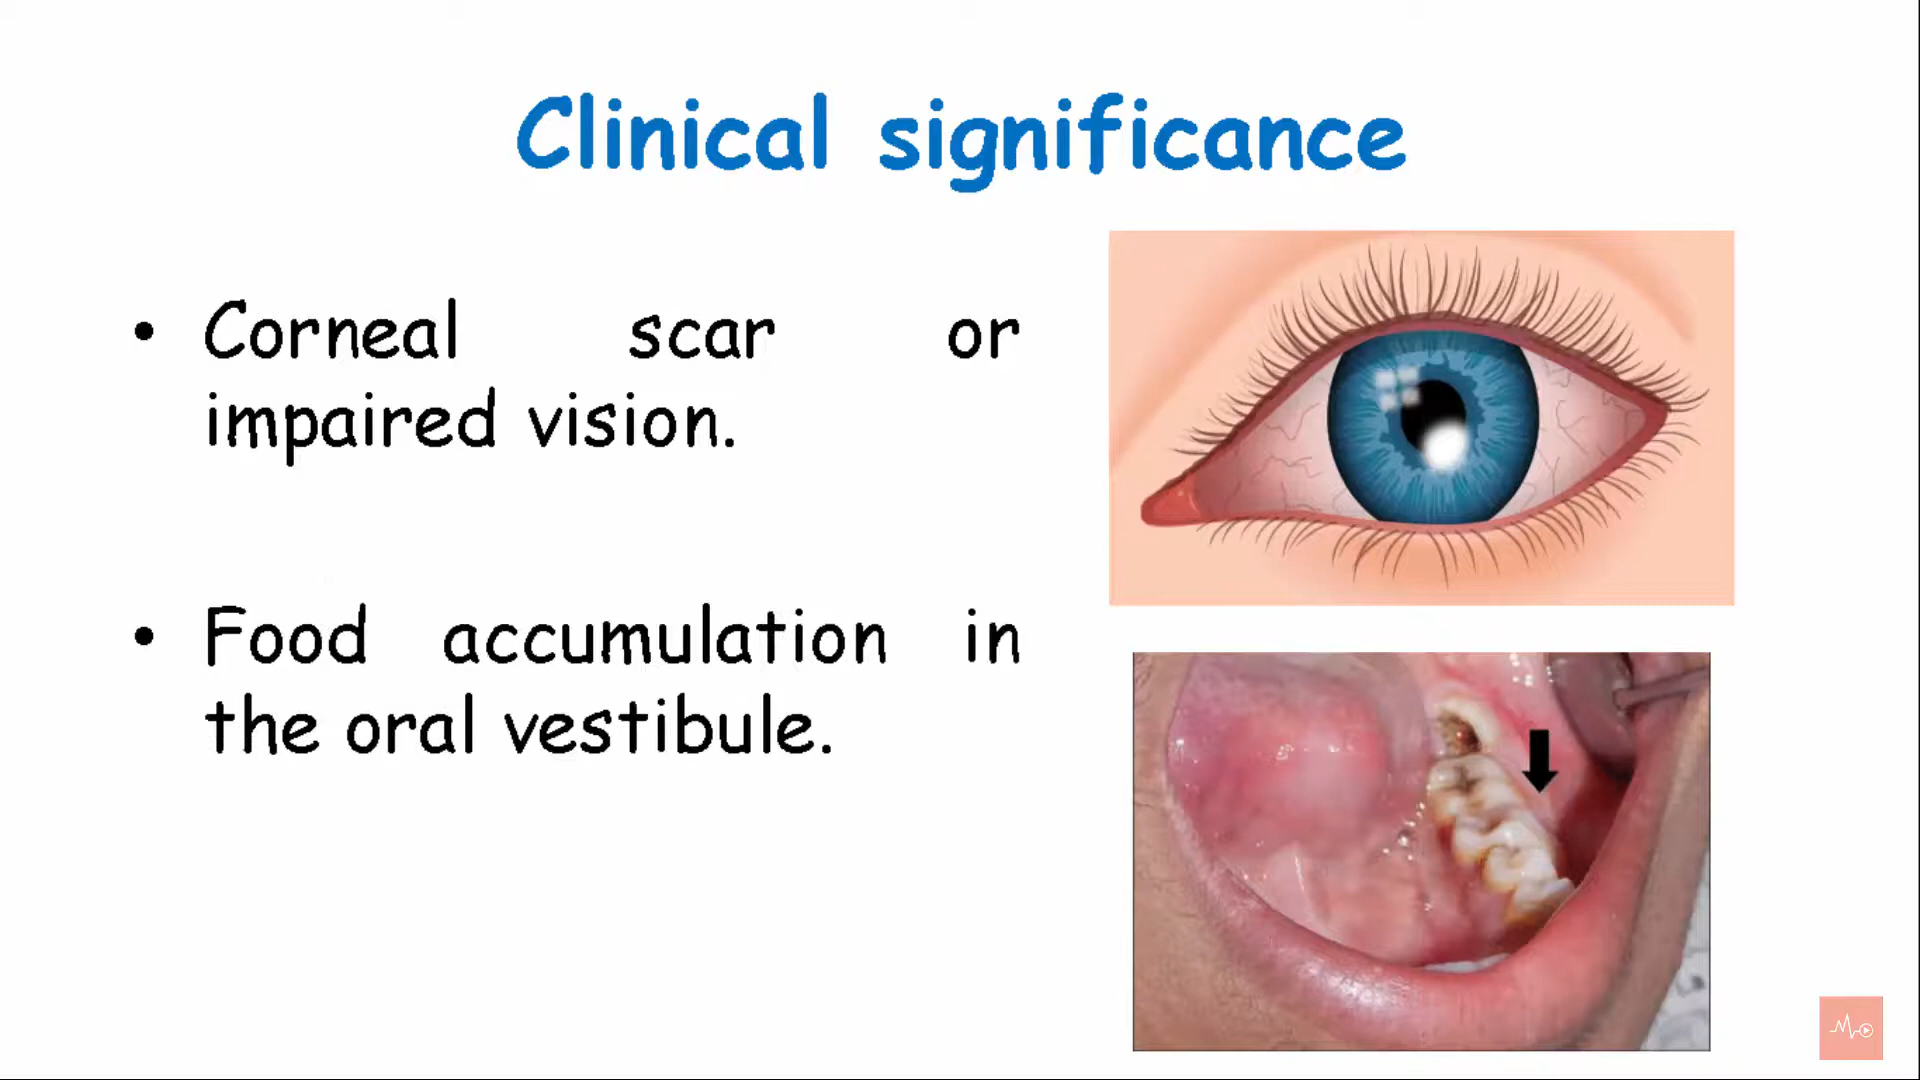 Clinical significance
• Corneal scar or
impaired vision.
• Food accumulation in
the oral vestibule.